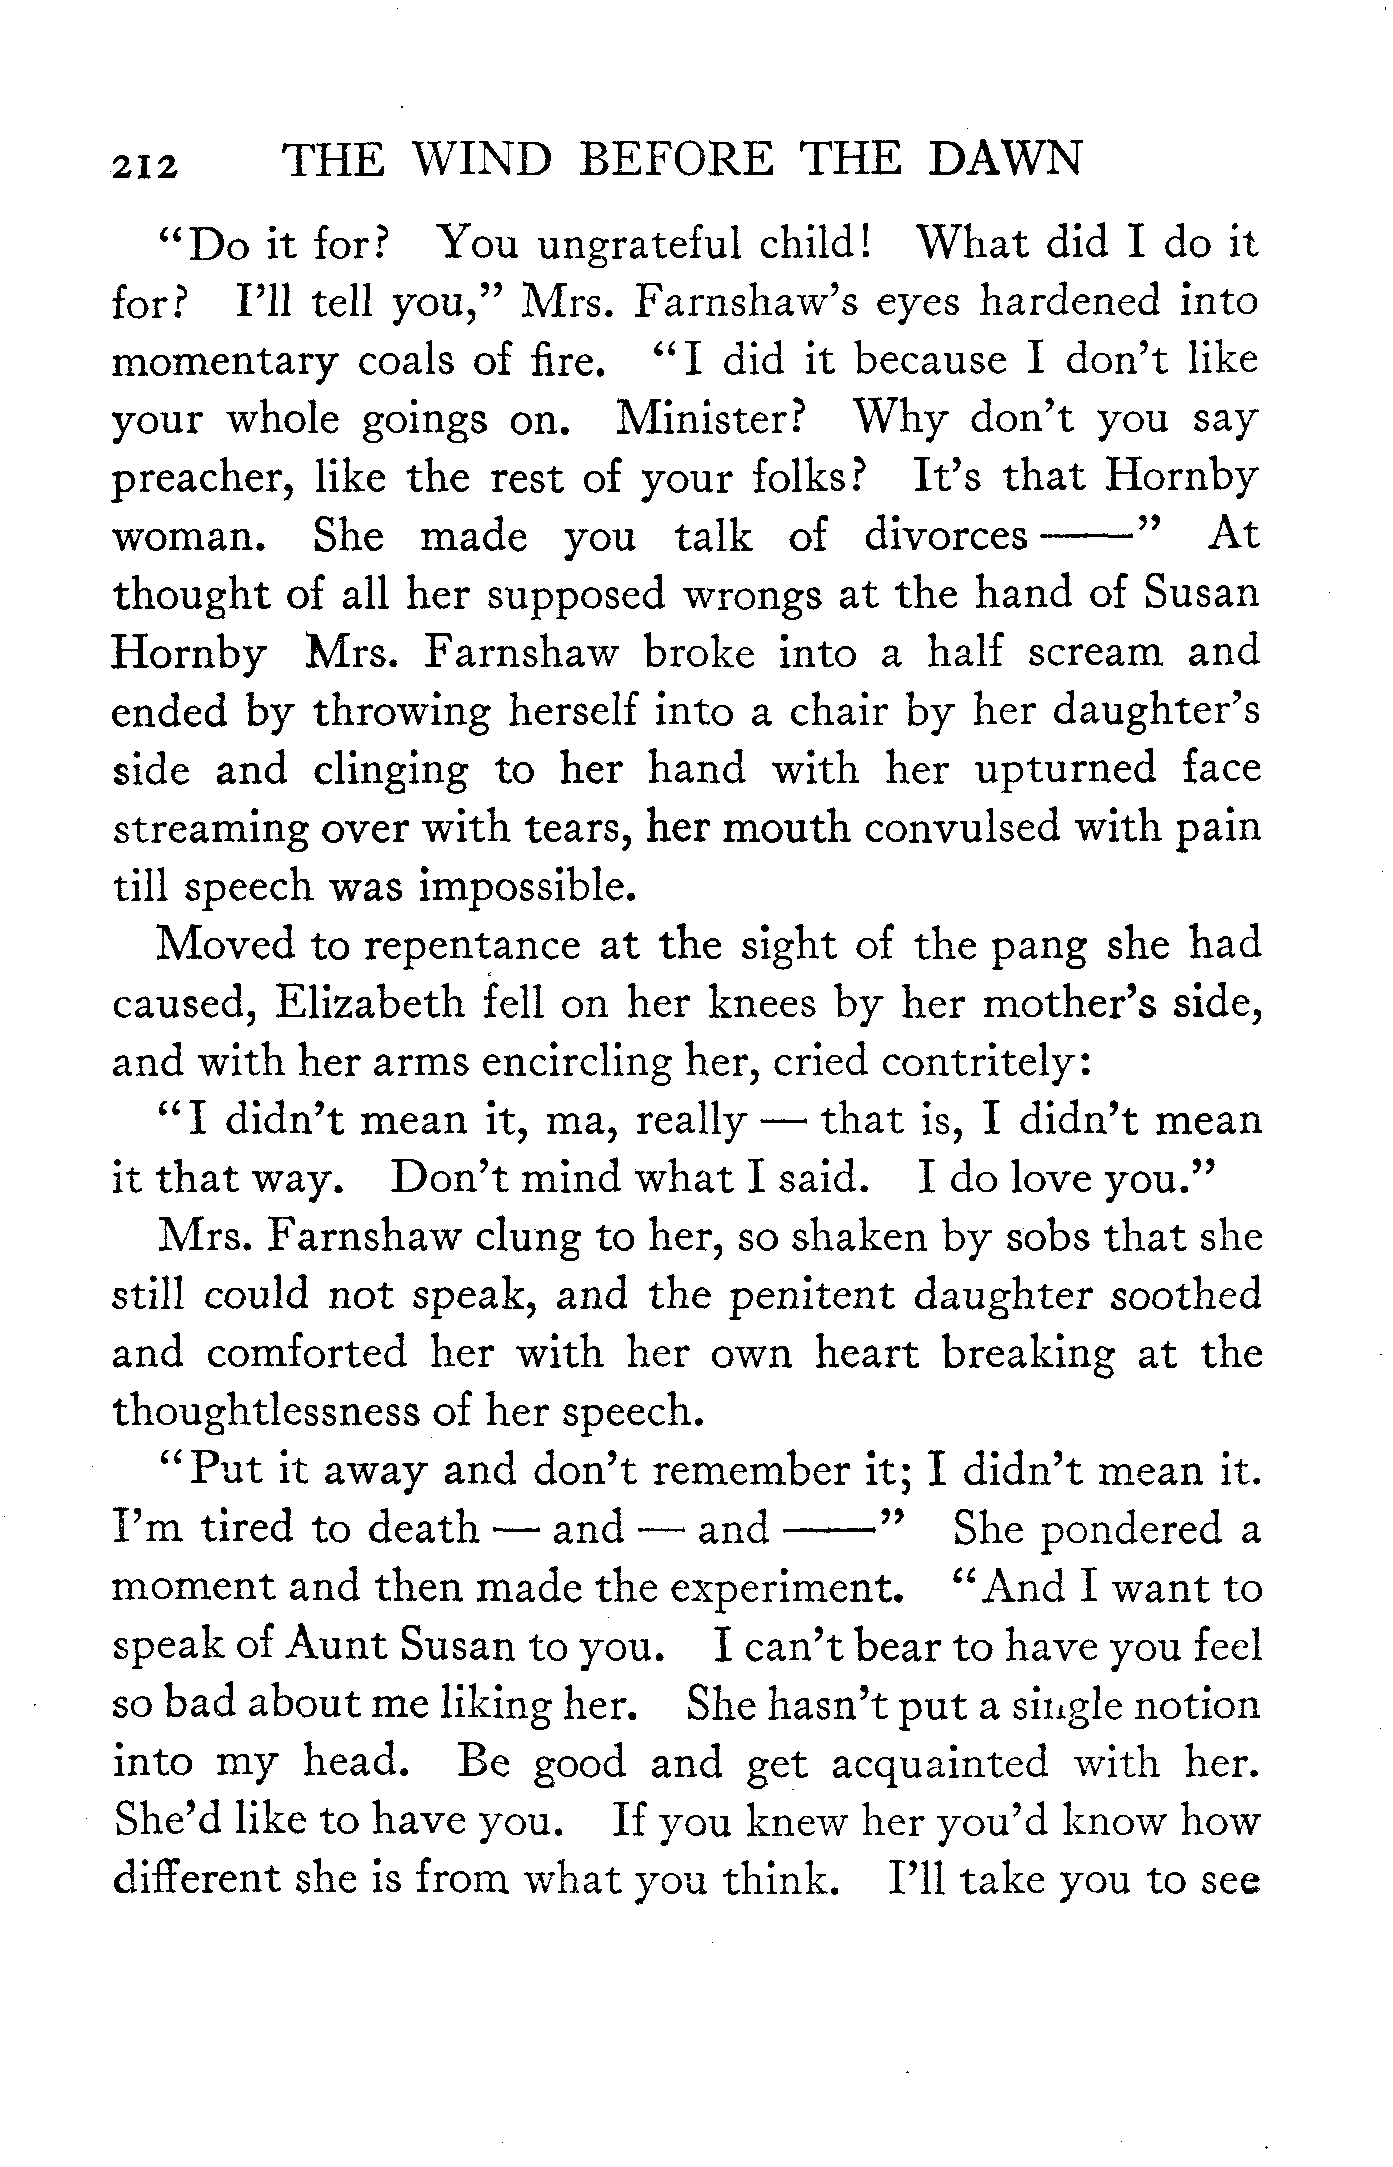 212 THE WIND BEFORE THE DAWN
“Do it for? You ungrateful child! What did I do it
for? I’ll tell you,” Mrs. Farnshaw’s eyes hardened into
momentary coals of fire. “I did it because I don’t like
your whole goings on. Minister? Why don’t you say
preacher, like the rest of your folks? It’s that Hornby
woman. She made you talk of divorces ——” At
thought of all her supposed wrongs at the hand of Susan
Hornby Mrs. Farnshaw broke into a half scream and
ended by throwing herself into a chair by her daughter’s
side and clinging to her hand with her upturned face
streaming over with tears, her mouth convulsed with pain
till speech was impossible.
Moved to repentance at the sight of the pang she had
caused, Elizabeth fell on her knees by her mother’s side,
and with her arms encircling her, cried contritely:
“I didn’t mean it, ma, really — that is, I didn’t mean
it that way. Don’t mind what I said. I do love you.”
Mrs. Farnshaw clung to her, so shaken by sobs that she
still could not speak, and the penitent daughter soothed
and comforted her with her own heart breaking at the
thoughtlessness of her speech.
“Put it away and don’t remember it; I didn’t mean it.
I’m tired to death — and — and ——” She pondered a
moment and then made the experiment. “And I want to
speak of Aunt Susan to you. I can’t bear to have you feel
so bad about me liking her. She hasn’t put a single notion
into my head. Be good and get acquainted with her.
She’d like to have you. If you knew her you’d know how
different she is from what you think. I’ll take you to see